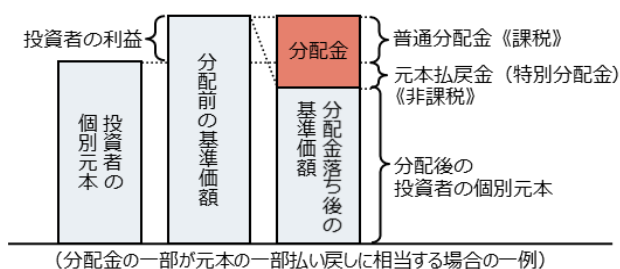 投資者の利益
投資者の
個別元本
分配前の基準価額
分配金
分配金落ち後の
基準価額
普通分配金《課税》
元本払戻金（特別分配金）
《非課税》
分配後の
投資者の個別元本
（分配金の一部が元本の一部払い戻しに相当する場合の一例）